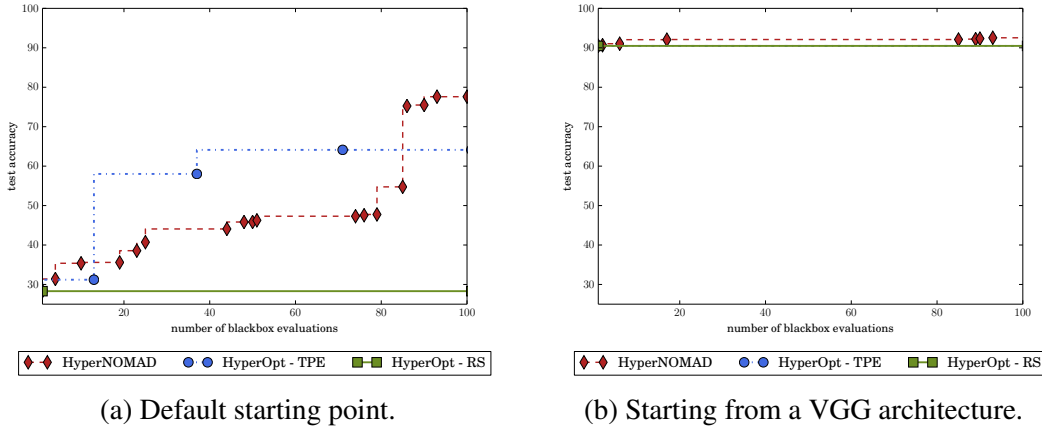 100
90
80
70
60
50
40
30
test accuracy
20
40
60
80
100
number of blackbox evaluations
HyperNOMAD
HyperOpt - TPE
HyperOpt - RS
(a) Default starting point.
100
90
80
70
60
50
40
30
test accuracy
20
40
60
80
100
number of blackbox evaluations
HyperNOMAD
HyperOpt - TPE
HyperOpt - RS
(b) Starting from a VGG architecture.